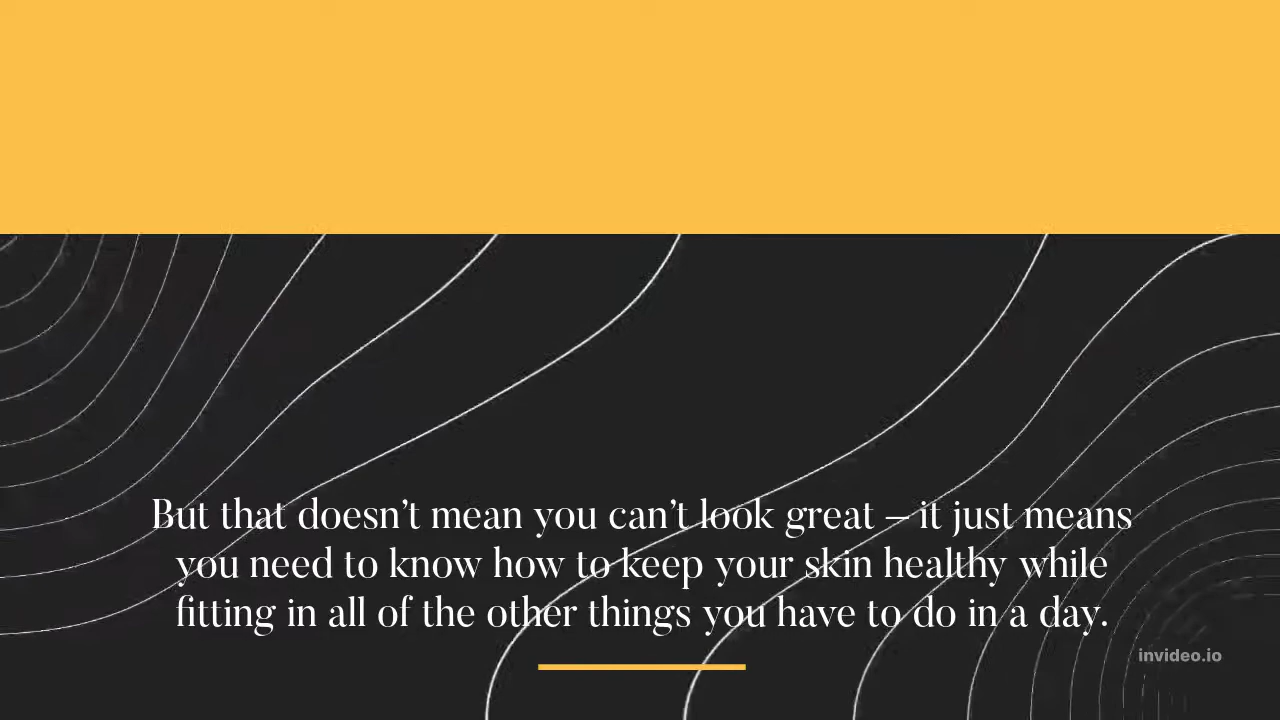 But that doesn’t mean you can’t look great – it just means
you need to know how to keep your skin healthy while
fitting in all of the other things you have to do in a day.
invideo.io